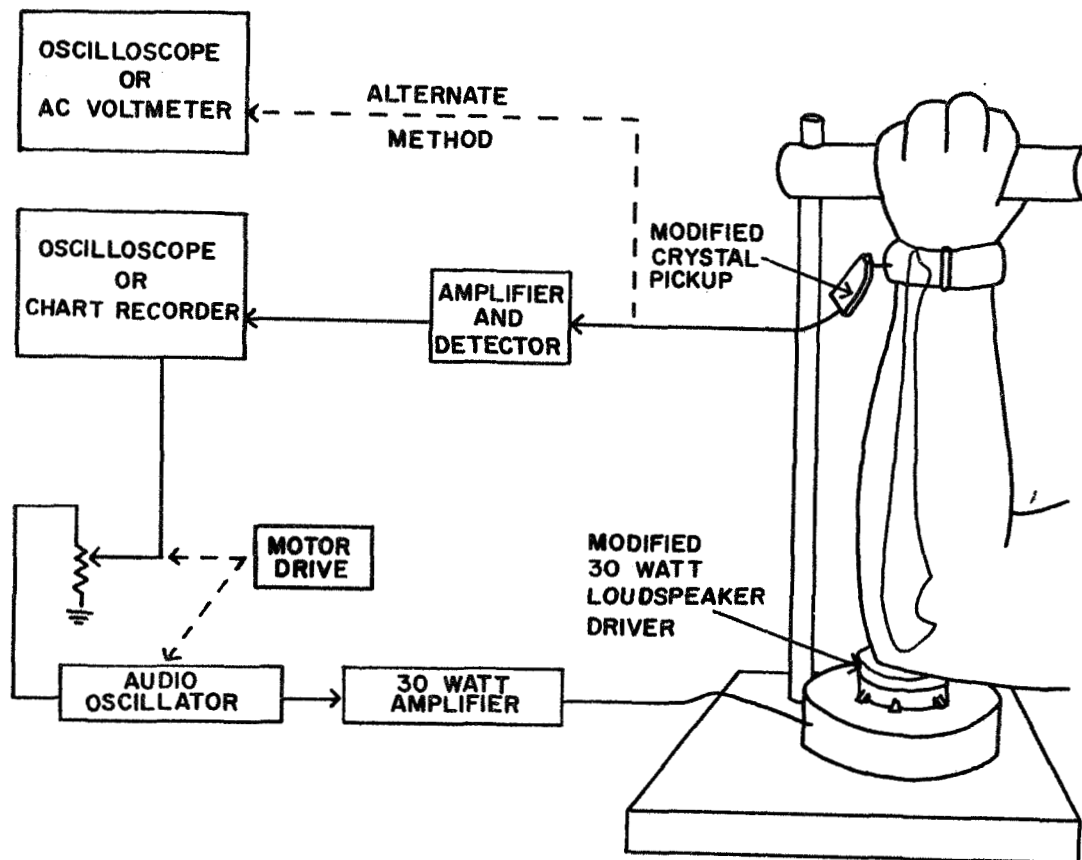 OSCILLOSCOPE
OR
AC VOLTMETER
ALTERNATE
METHOD
OSCILLOSCOPE
OR
CHART RECORDER
AMPLIFIER
AND
DETECTOR
MODIFIED
CRYSTAL
PICKUP
MOTOR
DRIVE
MODIFIED
30 WATT
LOUDSPEAKER
DRIVER
AUDIO
OSCILLATOR
30 WATT
AMPLIFIER